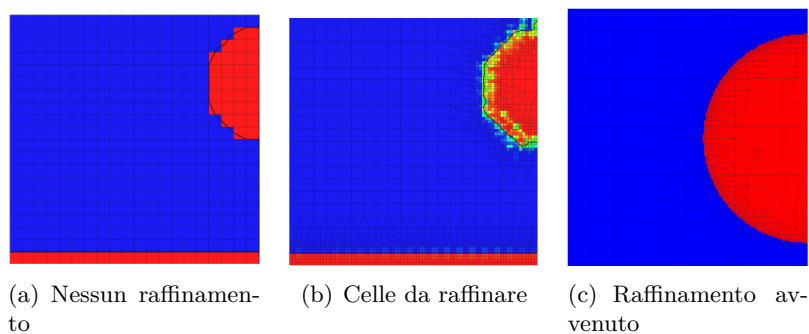 (a) Nessun raffinamen-
to
(b) Celle da raffinare
(c) Raffinamento av-
venuto